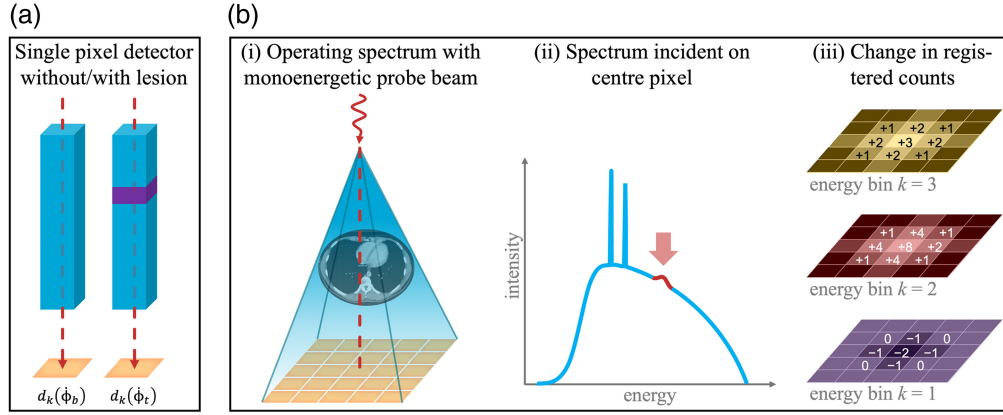 (a)
Single pixel detector
without/with lesion
d_k(ϕ̇_b) d_k(ϕ̇_t)
(b)
(i) Operating spectrum with
monoenergetic probe beam
(ii) Spectrum incident on
centre pixel
intensity
energy
(iii) Change in regis-
tered counts
+1 +2 +1
+2 +3 +2
+1 +2 +1
energy bin k = 3
+1 +4 +1
+4 +8 +2
+1 +4 +1
energy bin k = 2
0 −1 0
−1 −2 −1
0 −1 0
energy bin k = 1